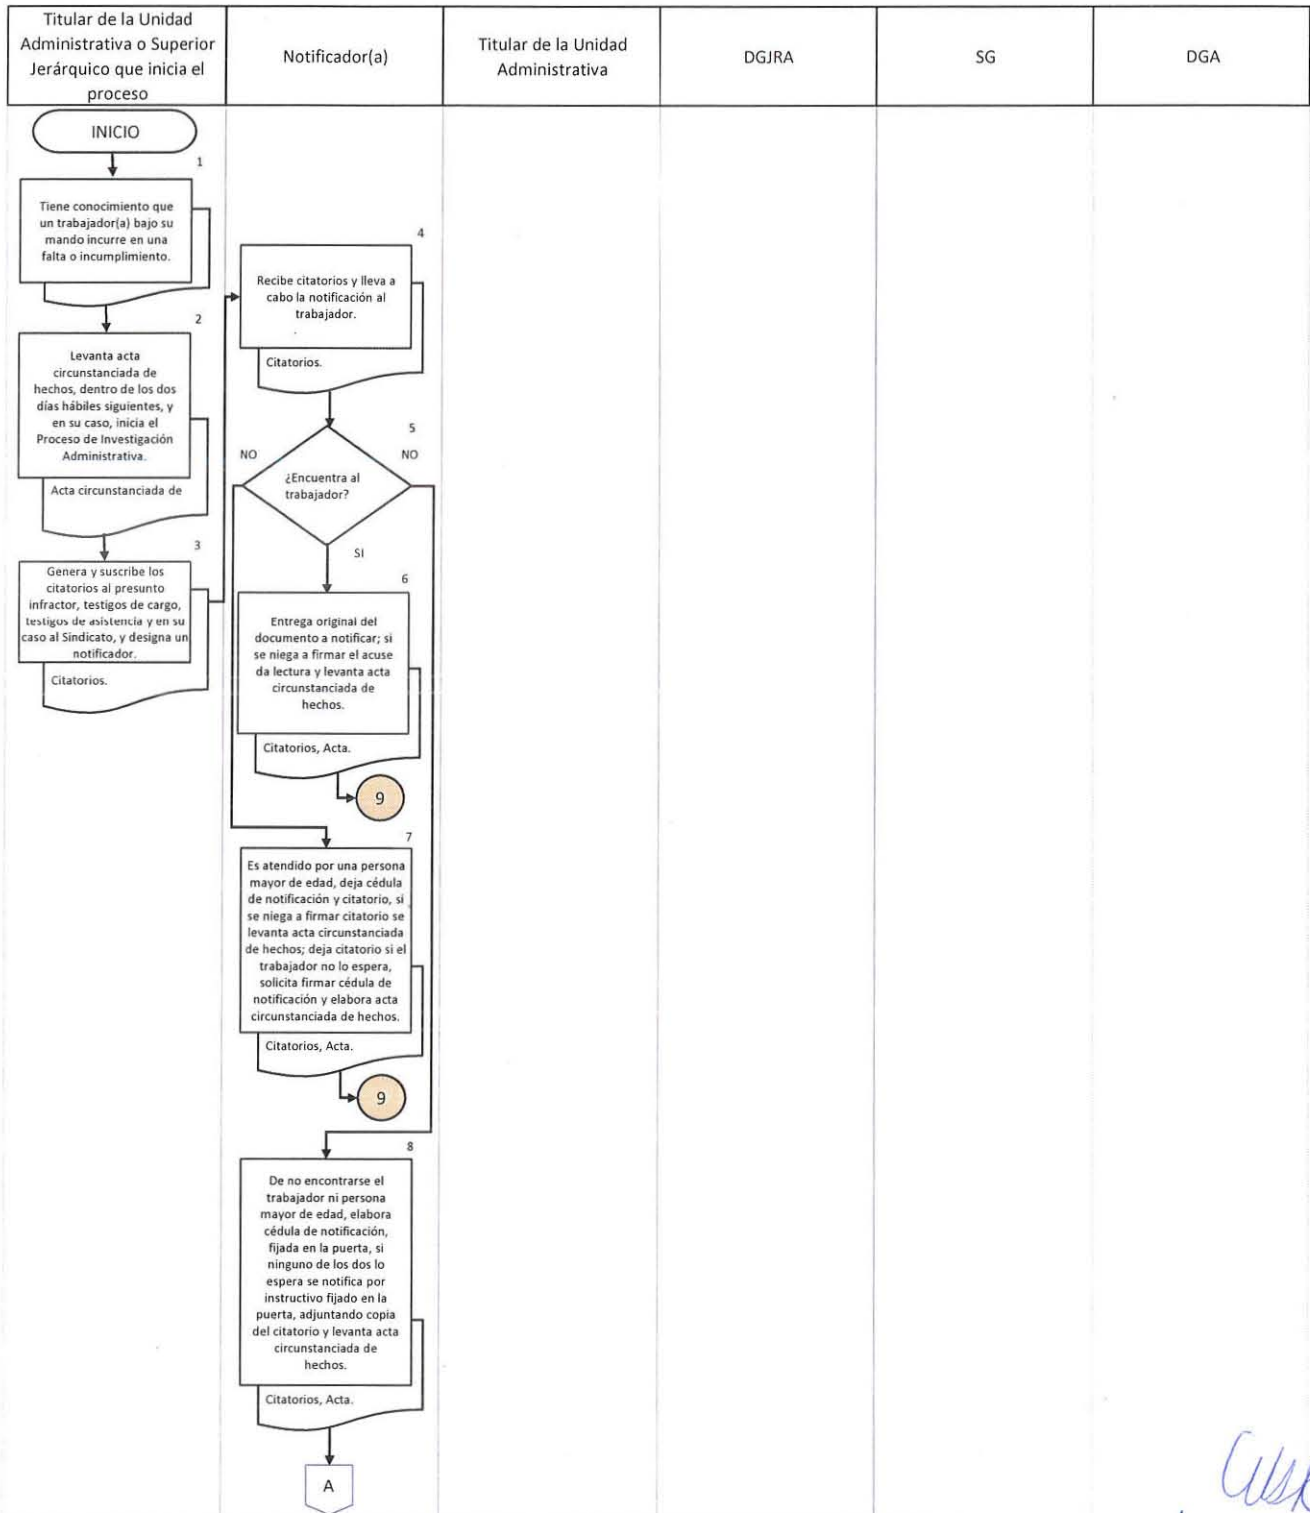 Titular de la Unidad
Administrativa o Superior
Jerárquico que inicia el
proceso
Notificador(a)
Titular de la Unidad
Administrativa
DGJRA
SG
DGA
INICIO
1
Tiene conocimiento que
un trabajador(a) bajo su
mando incurre en una
falta o incumplimiento.
2
Levanta acta
circunstanciada de
hechos, dentro de los dos
días hábiles siguientes, y
en su caso, inicia el
Proceso de Investigación
Administrativa.
Acta circunstanciada de
3
Genera y suscribe los
citatorios al presunto
infractor, testigos de cargo,
testigos de asistencia y en su
caso al Sindicato, y designa un
notificador.
Citatorios.
4
Recibe citatorios y lleva a
cabo la notificación al
trabajador.
Citatorios.
5
NO
NO
¿Encuentra al
trabajador?
SI
6
Entrega original del
documento a notificar; si
se niega a firmar el acuse
da lectura y levanta acta
circunstanciada de
hechos.
Citatorios, Acta.
9
7
Es atendido por una persona
mayor de edad, deja cédula
de notificación y citatorio, si
se niega a firmar citatorio se
levanta acta circunstanciada
de hechos; deja citatorio si el
trabajador no lo espera,
solicita firmar cédula de
notificación y elabora acta
circunstanciada de hechos.
Citatorios, Acta.
9
8
De no encontrarse el
trabajador ni persona
mayor de edad, elabora
cédula de notificación,
fijada en la puerta, si
ninguno de los dos lo
espera se notifica por
instructivo fijado en la
puerta, adjuntando copia
del citatorio y levanta acta
circunstanciada de
hechos.
Citatorios, Acta.
A